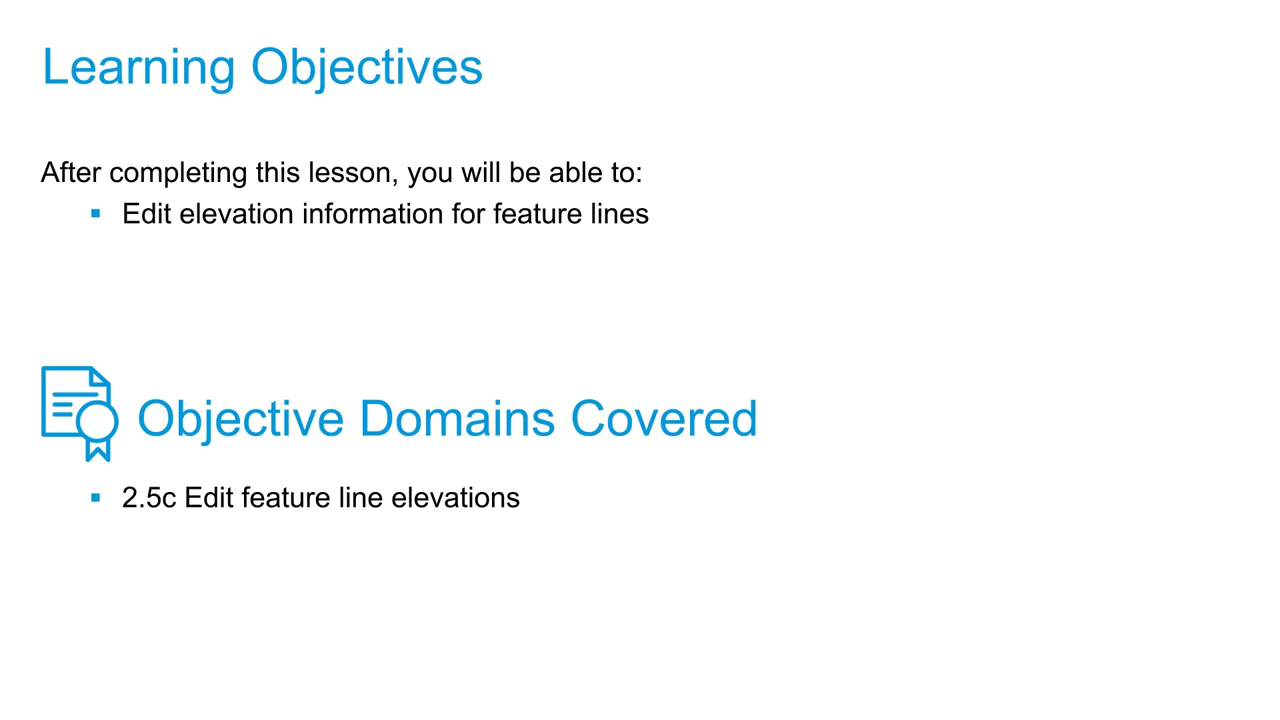 Learning Objectives
After completing this lesson, you will be able to:
▪ Edit elevation information for feature lines
Objective Domains Covered
▪ 2.5c Edit feature line elevations